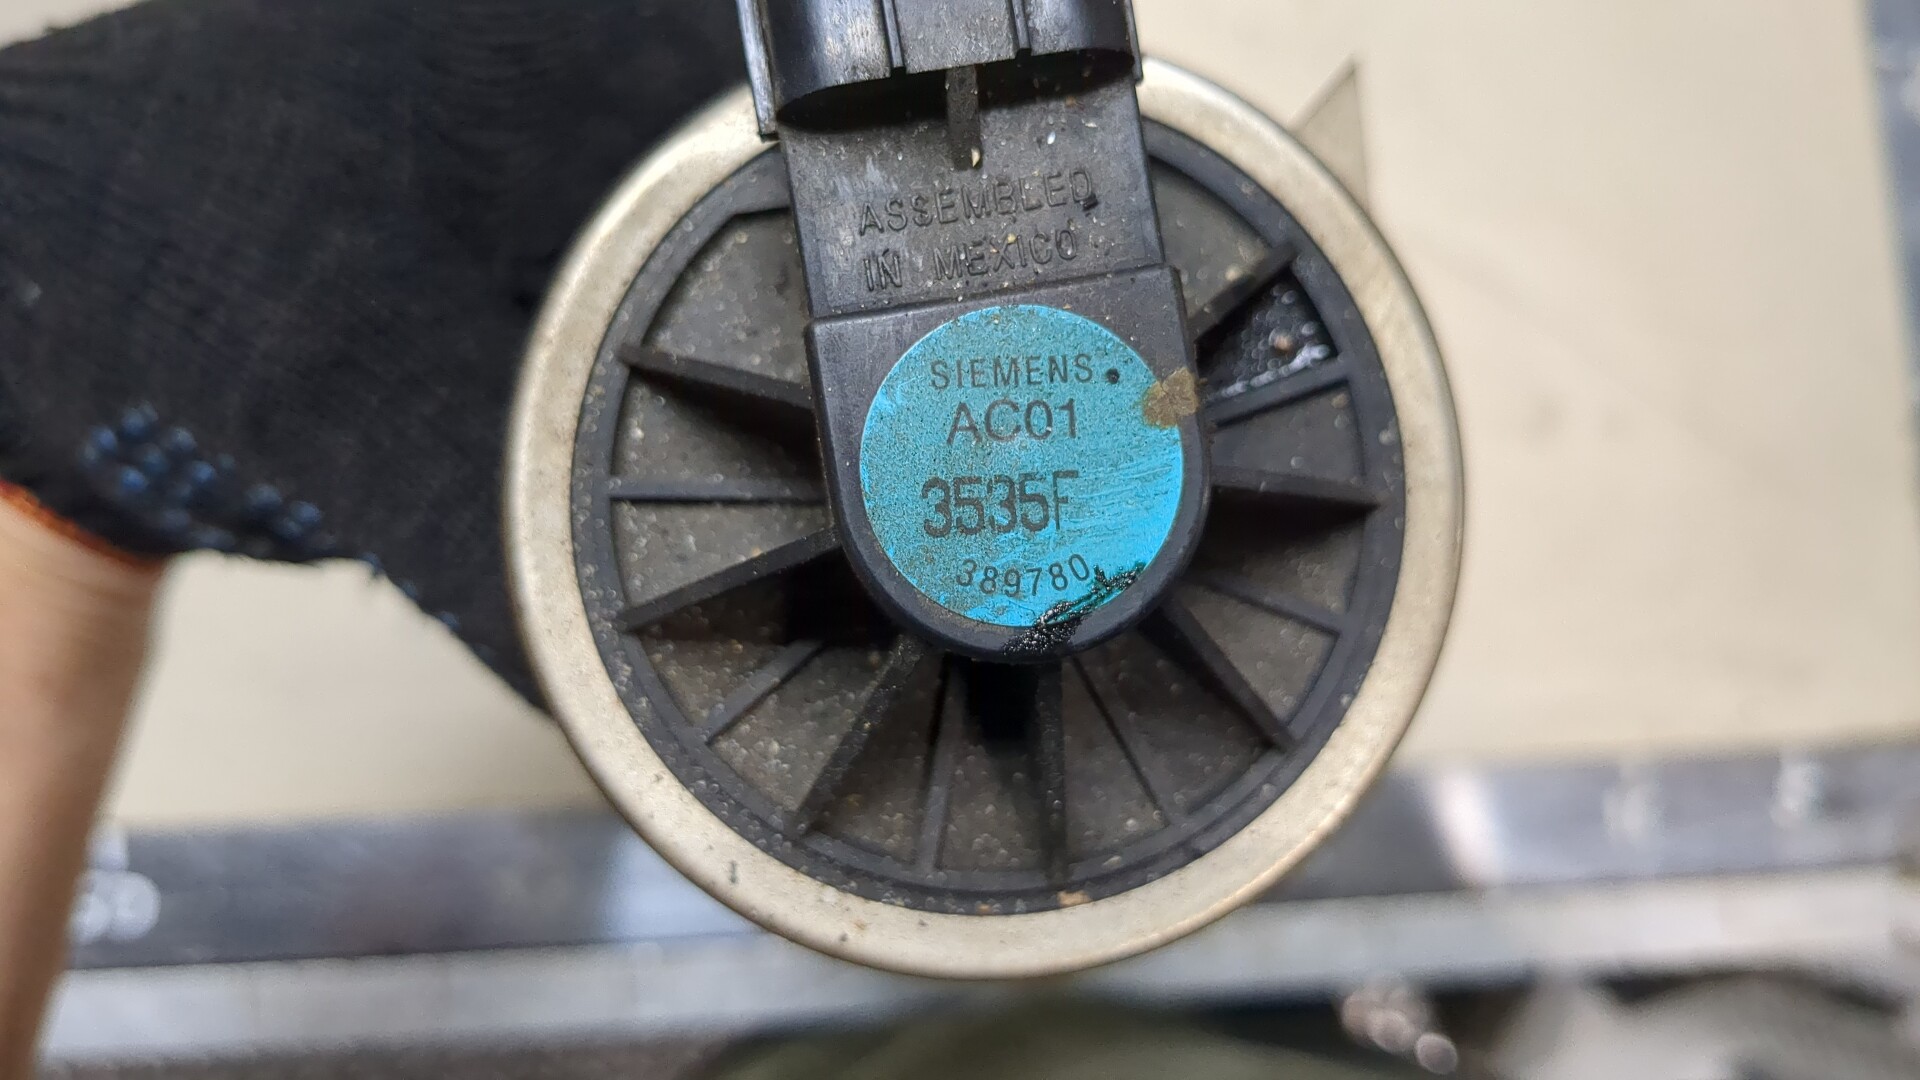 ASSEMBLED
IN MEXICO
SIEMENS
AC01
3535F
389780